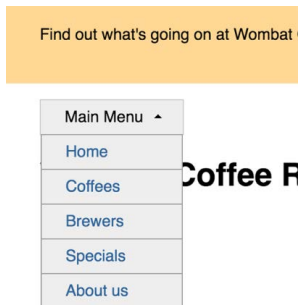 Find out what's going on at Wombat
Main Menu
Home
Coffee R
Coffees
Brewers
Specials
About us